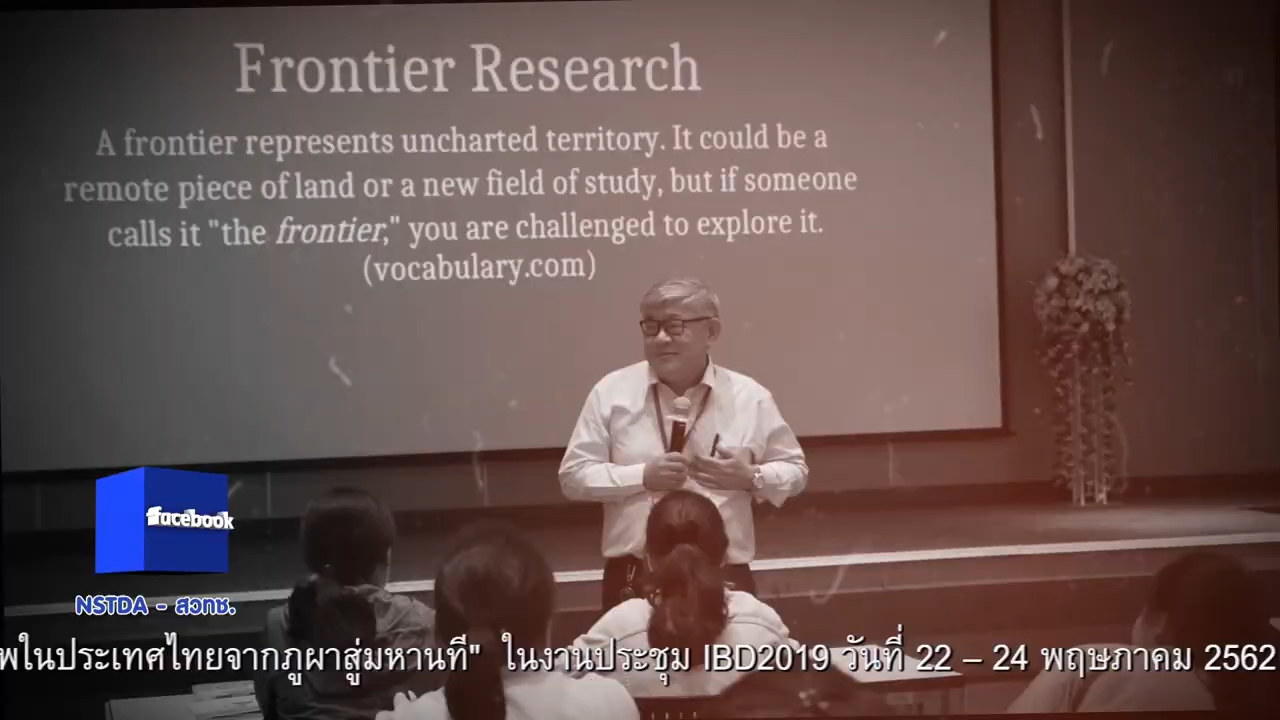 Frontier Research
A frontier represents uncharted territory. It could be a
remote piece of land or a new field of study, but if someone
calls it "the frontier," you are challenged to explore it.
(vocabulary.com)
facebook
NSTDA - สวทช.
พในประเทศไทยจากภูผาสู่มหานที" ในงานประชุม IBD2019 วันที่ 22 – 24 พฤษภาคม 2562